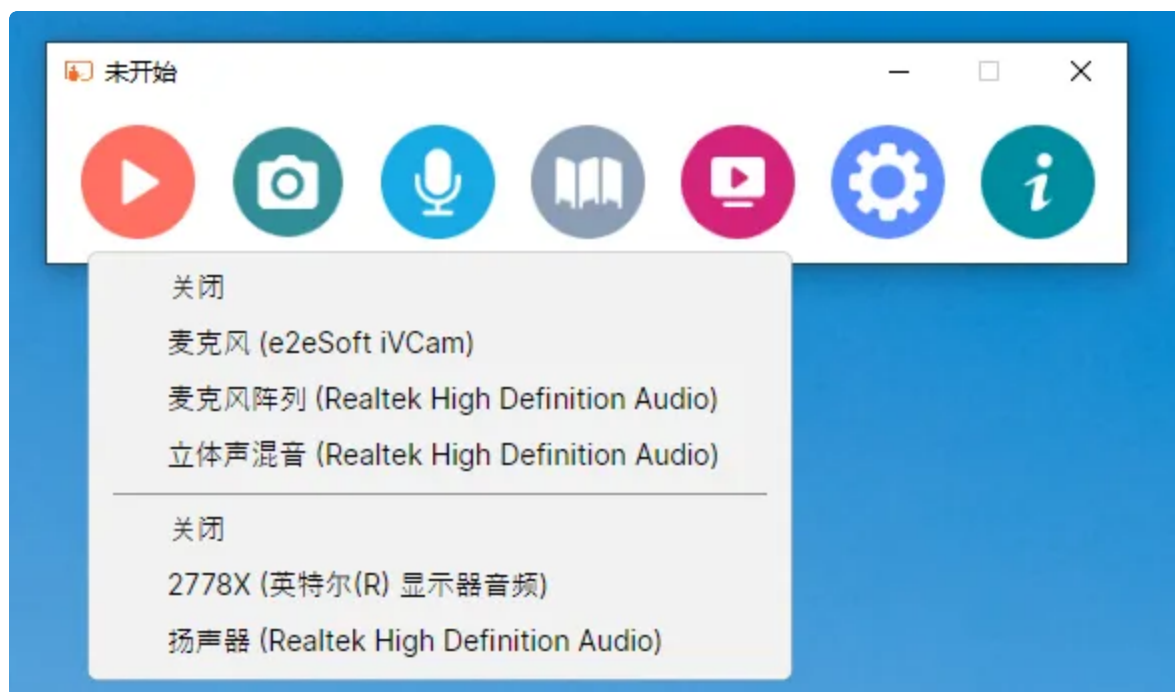 未开始
关闭
麦克风 (e2eSoft iVCam)
麦克风阵列 (Realtek High Definition Audio)
立体声混音 (Realtek High Definition Audio)
关闭
2778X (英特尔(R) 显示器音频)
扬声器 (Realtek High Definition Audio)